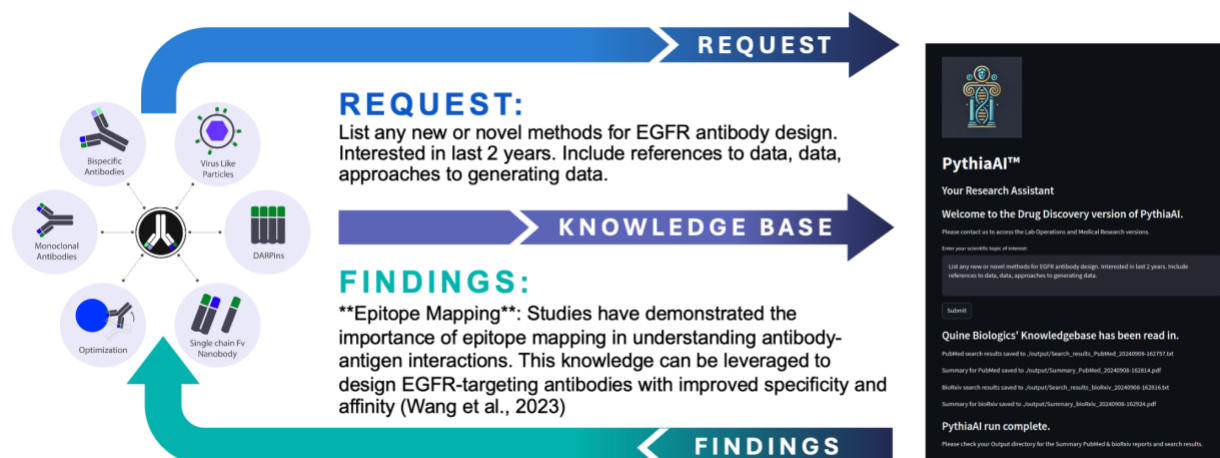 REQUEST
REQUEST:
List any new or novel methods for EGFR antibody design.
Interested in last 2 years. Include references to data, data,
approaches to generating data.
KNOWLEDGE BASE
FINDINGS:
**Epitope Mapping**: Studies have demonstrated the
importance of epitope mapping in understanding antibody-
antigen interactions. This knowledge can be leveraged to
design EGFR-targeting antibodies with improved specificity and
affinity (Wang et al., 2023)
FINDINGS
Bispecific
Antibodies
Virus Like
Particles
Monoclonal
Antibodies
DARPins
Optimization
Single chain Fv
Nanobody
PythiaAI™
Your Research Assistant
Welcome to the Drug Discovery version of PythiaAI.
Please contact us to access the Lab Operations and Medical Research versions.
Enter your scientific topic of interest:
List any new or novel methods for EGFR antibody design. Interested in last 2 years. Include
references to data, data, approaches to generating data.
Submit
Quine Biologics' Knowledgebase has been read in.
PubMed search results saved to ./output/Search_results_PubMed_20240908-162757.txt
Summary for PubMed saved to ./output/Summary_PubMed_20240908-162814.pdf
BioRxiv search results saved to ./output/Search_results_bioRxiv_20240908-162816.txt
Summary for bioRxiv saved to ./output/Summary_bioRxiv_20240908-162924.pdf
PythiaAI run complete.
Please check your Output directory for the Summary PubMed & bioRxiv reports and search results.